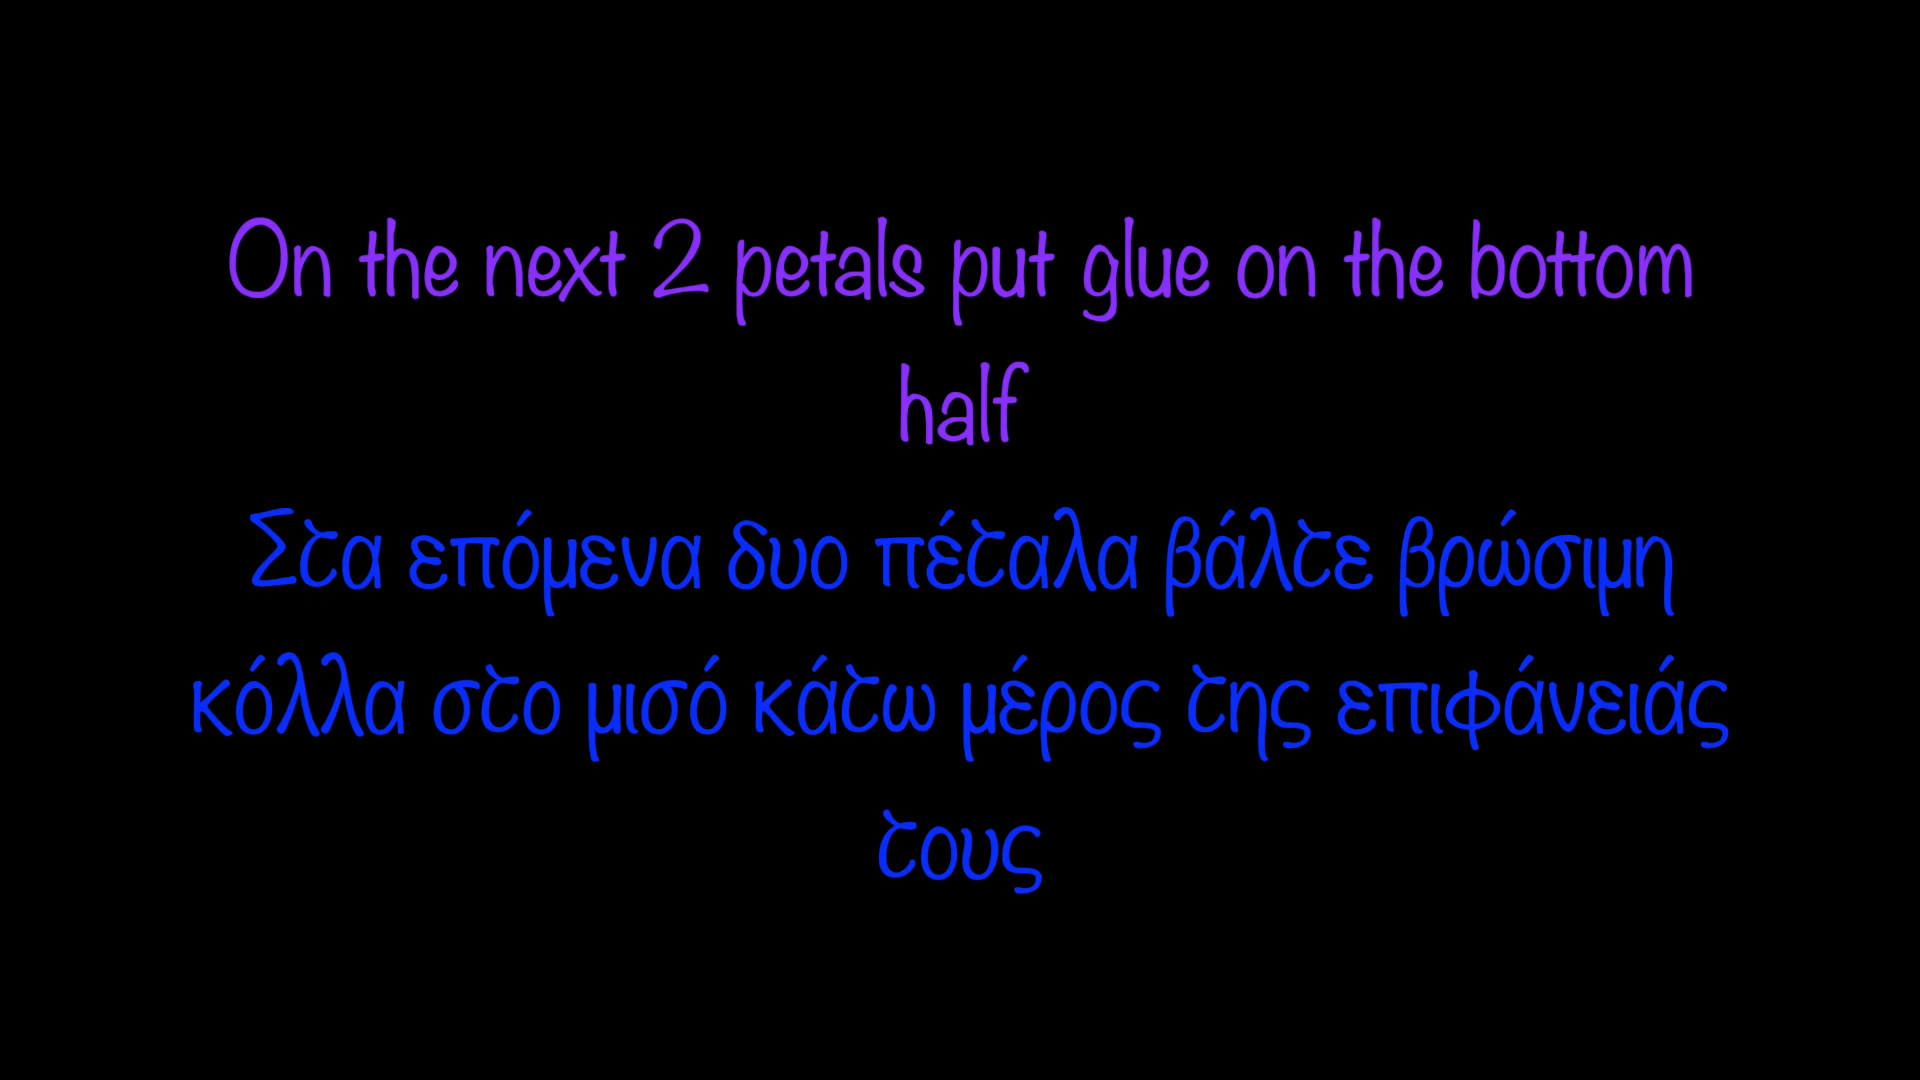 On the next 2 petals put glue on the bottom
half
Στα επόμενα δυο πέταλα βάλτε βρώσιμη
κόλλα στο μισό κάτω μέρος της επιφάνειάς
τους